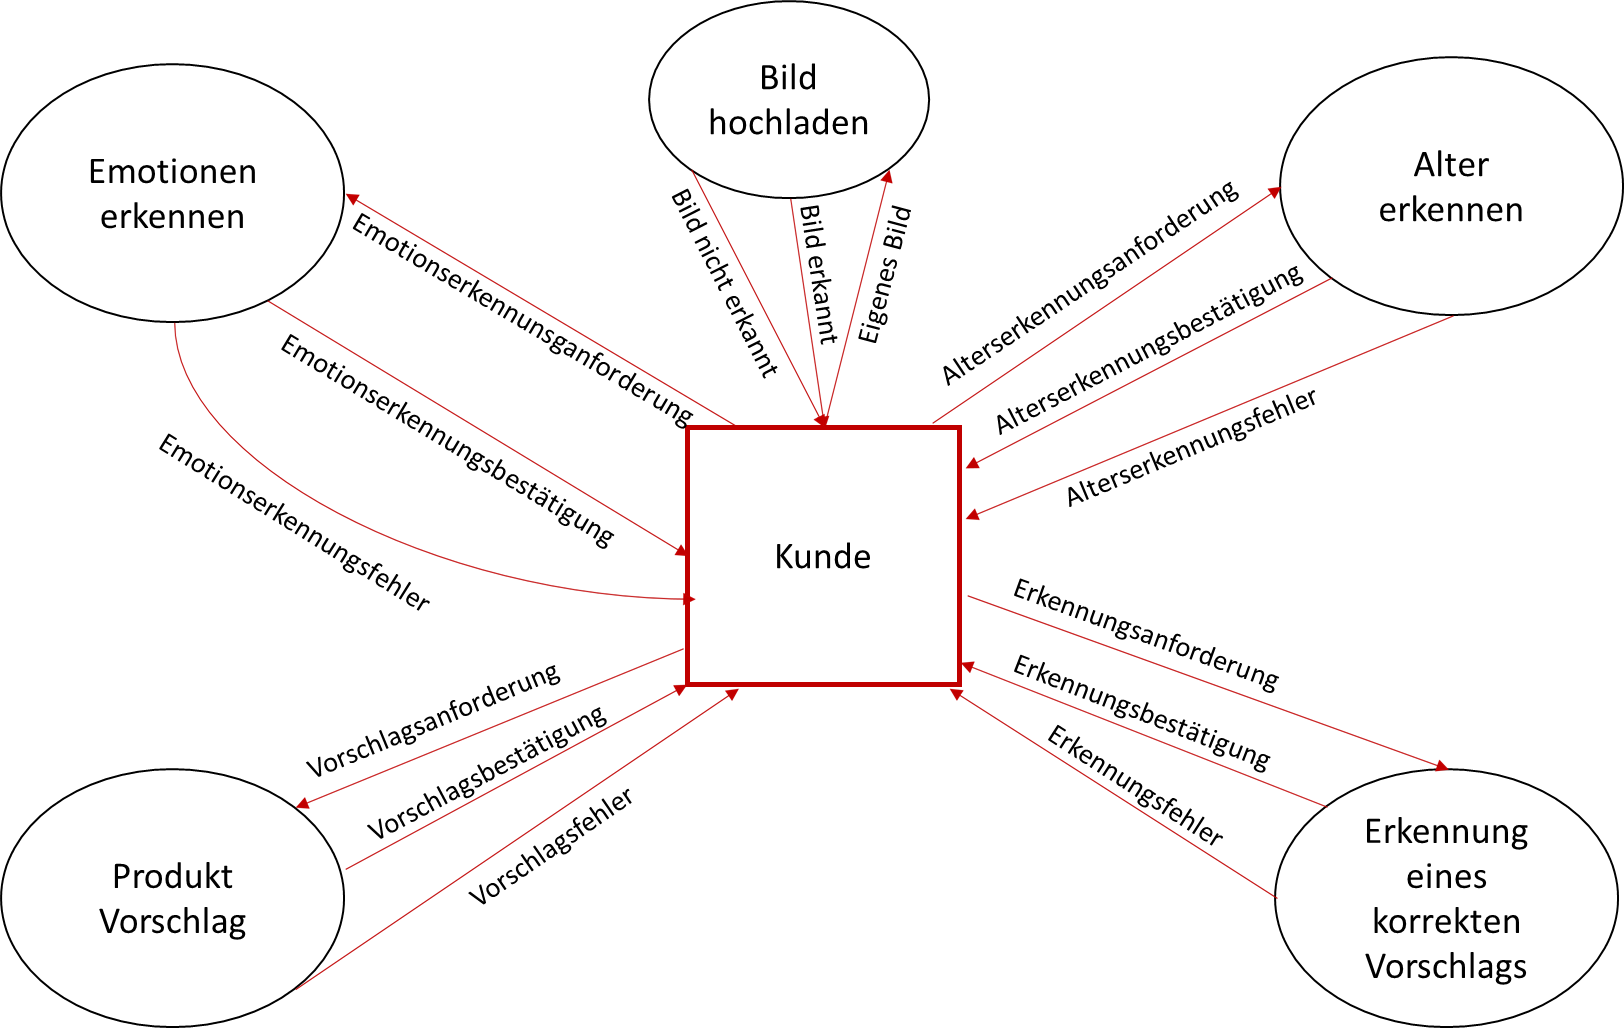 Bild
hochladen
Emotionen
erkennen
Alter
erkennen
Emotionserkennunsganforderung
Emotionserkennungsbestätigung
Emotionserkennungsfehler
Bild nicht erkannt
Bild erkannt
Eigenes Bild
Alterserkennungsanforderung
Alterserkennungsbestätigung
Alterserkennungsfehler
Kunde
Vorschlagsanforderung
Vorschlagsbestätigung
Vorschlagsfehler
Erkennungsanforderung
Erkennungsbestätigung
Erkennungsfehler
Produkt
Vorschlag
Erkennung
eines
korrekten
Vorschlags